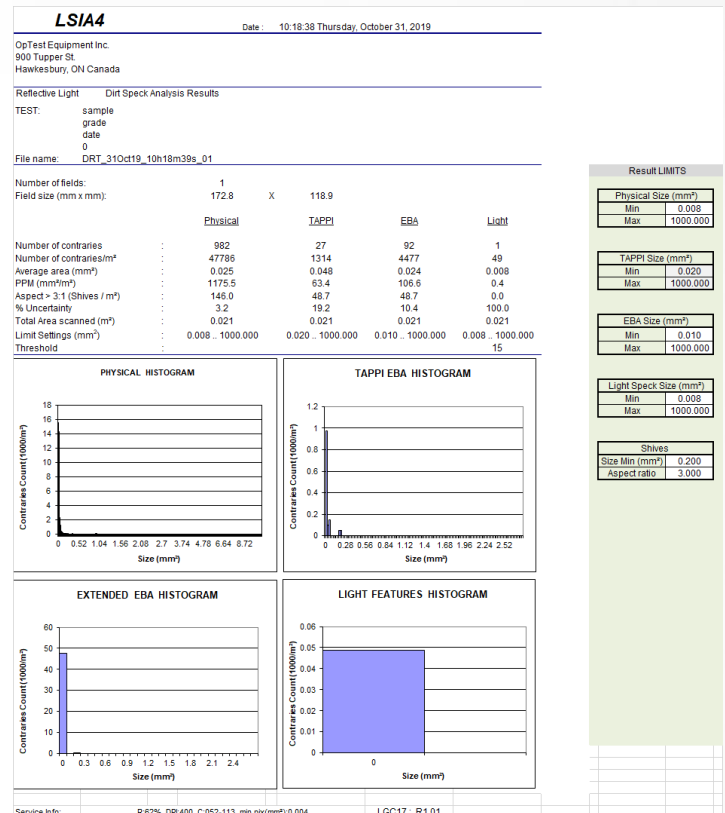 LSIA4
Date : 10:18:38 Thursday, October 31, 2019
OpTest Equipment Inc.
900 Tupper St.
Hawkesbury, ON Canada
Reflective Light Dirt Speck Analysis Results
TEST: sample
grade
date
0
File name: DRT_31Oct19_10h18m39s_01
Number of fields: 1
Field size (mm x mm): 172.8 X 118.9
Physical TAPPI EBA Light
Number of contraries : 982 27 92 1
Number of contraries/m² : 47786 1314 4477 49
Average area (mm²) : 0.025 0.048 0.024 0.008
PPM (mm²/m²) : 1175.5 63.4 106.6 0.4
Aspect > 3:1 (Shives / m²) : 146.0 48.7 48.7 0.0
% Uncertainty : 3.2 19.2 10.4 100.0
Total Area scanned (m²) : 0.021 0.021 0.021 0.021
Limit Settings (mm²) : 0.008 .. 1000.000 0.020 .. 1000.000 0.010 .. 1000.000 0.008 .. 1000.000
Threshold : 15
Result LIMITS
Physical Size (mm²)
Min 0.008
Max 1000.000
TAPPI Size (mm²)
Min 0.020
Max 1000.000
EBA Size (mm²)
Min 0.010
Max 1000.000
Light Speck Size (mm²)
Min 0.008
Max 1000.000
Shives
Size Min (mm²) 0.200
Aspect ratio 3.000
PHYSICAL HISTOGRAM
Contraries Count (1000/m²)
18
16
14
12
10
8
6
4
2
0
0 0.52 1.04 1.56 2.08 2.7 3.74 4.78 6.64 8.72
Size (mm²)
TAPPI EBA HISTOGRAM
Contraries Count (1000/m²)
1.2
1
0.8
0.6
0.4
0.2
0
0 0.28 0.56 0.84 1.12 1.4 1.68 1.96 2.24 2.52
Size (mm²)
EXTENDED EBA HISTOGRAM
Contraries Count (1000/m²)
60
50
40
30
20
10
0
0 0.3 0.6 0.9 1.2 1.5 1.8 2.1 2.4
Size (mm²)
LIGHT FEATURES HISTOGRAM
Contraries Count (1000/m²)
0.06
0.05
0.04
0.03
0.02
0.01
0
0
Size (mm²)
Service Info: R:62%, DPI:400, C:052-113, min pix(mm²):0.004 LGC17 : R1.01